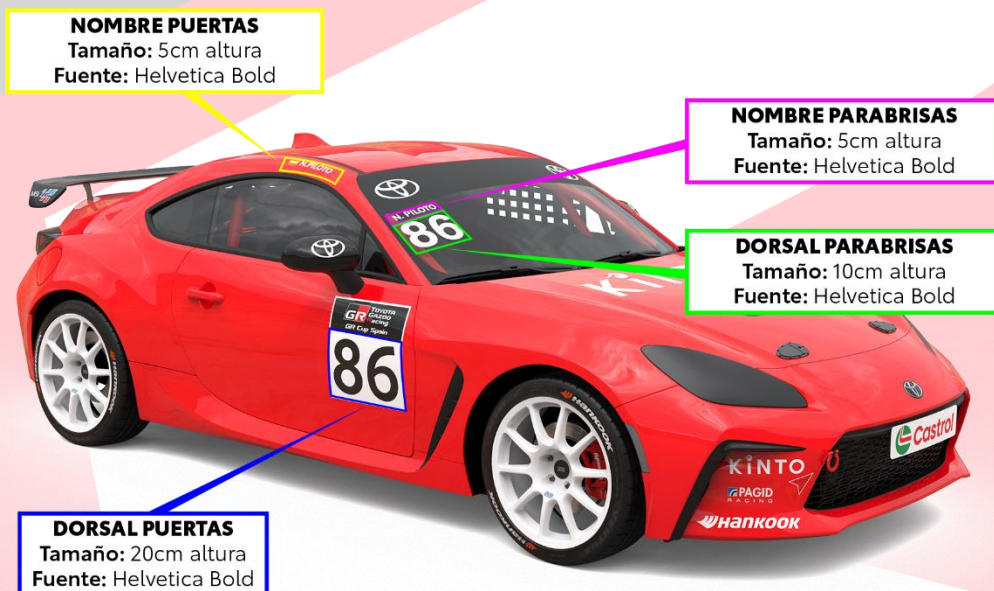 NOMBRE PUERTAS
Tamaño: 5cm altura
Fuente: Helvetica Bold
NOMBRE PARABRISAS
Tamaño: 5cm altura
Fuente: Helvetica Bold
N.PILOTO
N. PILOTO
86
DORSAL PARABRISAS
Tamaño: 10cm altura
Fuente: Helvetica Bold
GR TOYOTA
GAZOO
Racing
GR Cup Spain
86
HANKOOK
Castrol
KINTO
PAGID
RACING
HANKOOK
DORSAL PUERTAS
Tamaño: 20cm altura
Fuente: Helvetica Bold